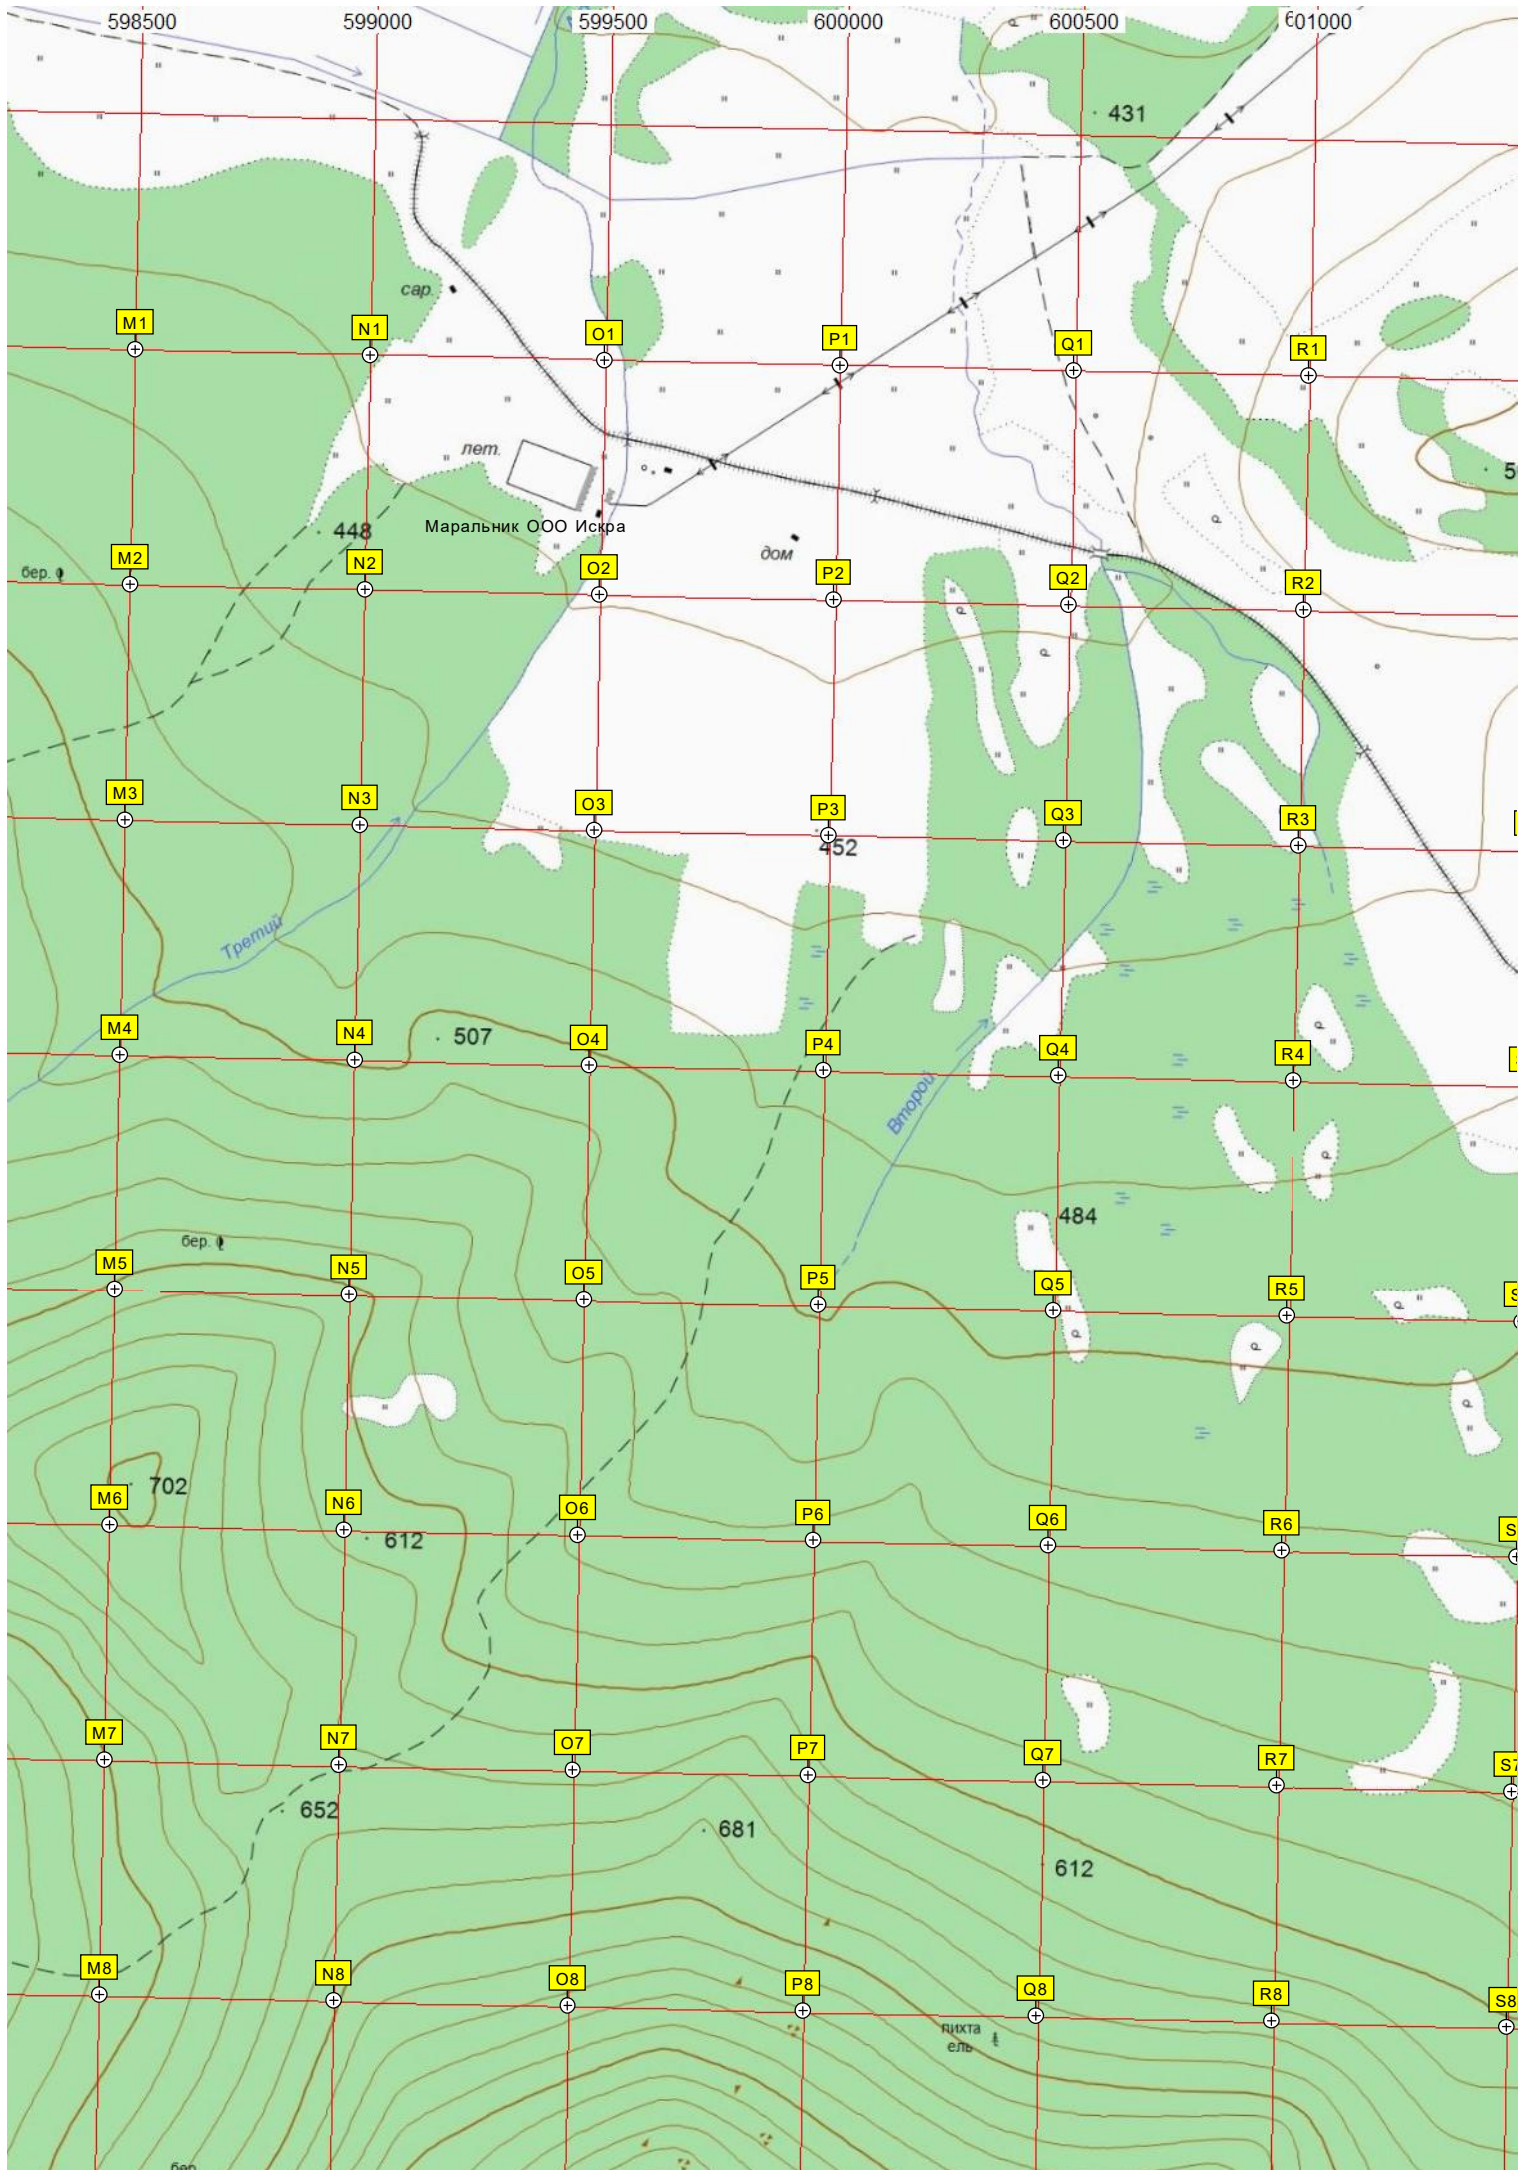 598500 599000 599500 600000 600500 601000
431
сар.
M1 N1 O1 P1 Q1 R1
лет.
448
Маральник ООО Искра
дом
бер.
M2 N2 O2 P2 Q2 R2
M3 N3 O3 P3 Q3 R3
452
Третий
M4 N4 O4 P4 Q4 R4
507
Второй
484
бер.
M5 N5 O5 P5 Q5 R5
702
M6 N6 O6 P6 Q6 R6
612
M7 N7 O7 P7 Q7 R7 S7
652
681
612
M8 N8 O8 P8 Q8 R8 S8
пихта
ель
бер